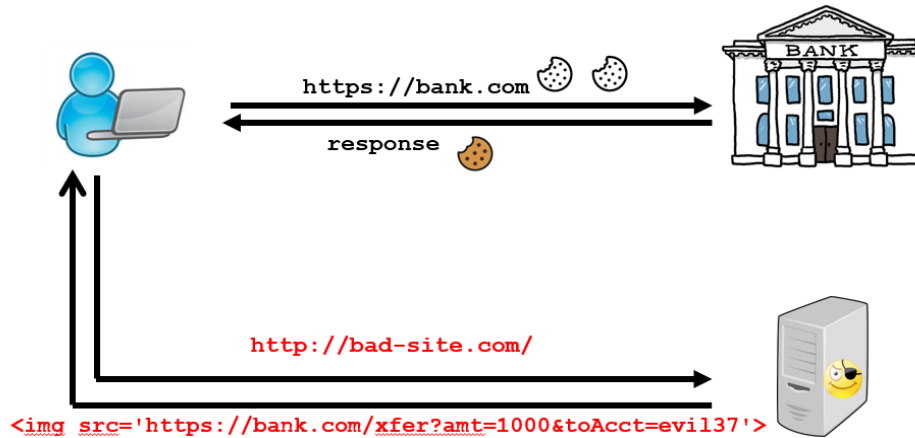 BANK
https://bank.com
response
http://bad-site.com/
<img src='https://bank.com/xfer?amt=1000&toAcct=evil37'>